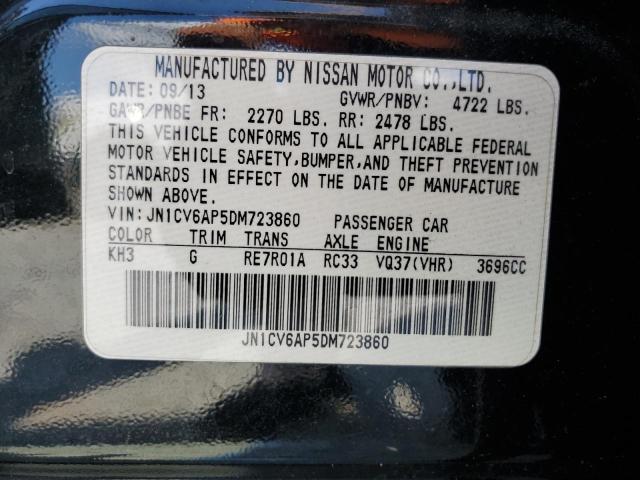 MANUFACTURED BY NISSAN MOTOR CO.,LTD.
DATE: 09/13 GVWR/PNBV: 4722 LBS.
GAWR/PNBE FR: 2270 LBS. RR: 2478 LBS.
THIS VEHICLE CONFORMS TO ALL APPLICABLE FEDERAL
MOTOR VEHICLE SAFETY,BUMPER,AND THEFT PREVENTION
STANDARDS IN EFFECT ON THE DATE OF MANUFACTURE
SHOWN ABOVE.
VIN:JN1CV6AP5DM723860 PASSENGER CAR
COLOR TRIM TRANS AXLE ENGINE
KH3 G RE7R01A RC33 VQ37(VHR) 3696CC
JN1CV6AP5DM723860